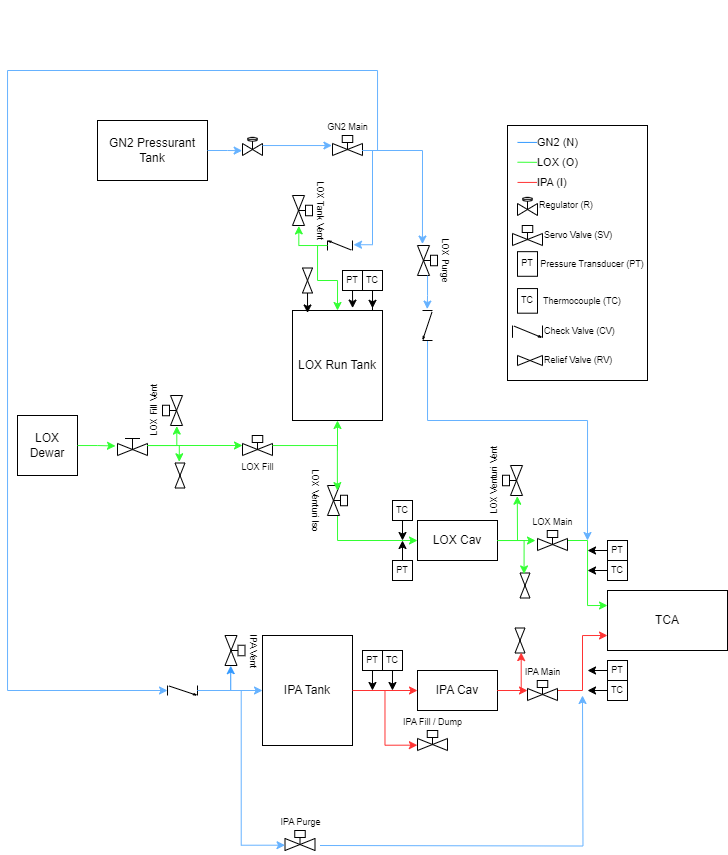 GN2 Main
GN2 Pressurant
Tank
GN2 (N)
LOX (O)
IPA (I)
Regulator (R)
Servo Valve (SV)
PT
Pressure Transducer (PT)
TC
Thermocouple (TC)
Check Valve (CV)
Relief Valve (RV)
LOX Tank Vent
LOX Purge
PT
TC
LOX Run Tank
LOX Fill Vent
LOX
Dewar
LOX Fill
LOX Venturi Iso
LOX Venturi Vent
TC
LOX Main
LOX Cav
PT
PT
TC
TCA
IPA Vent
IPA Tank
PT
TC
IPA Cav
IPA Main
PT
TC
IPA Fill / Dump
IPA Purge